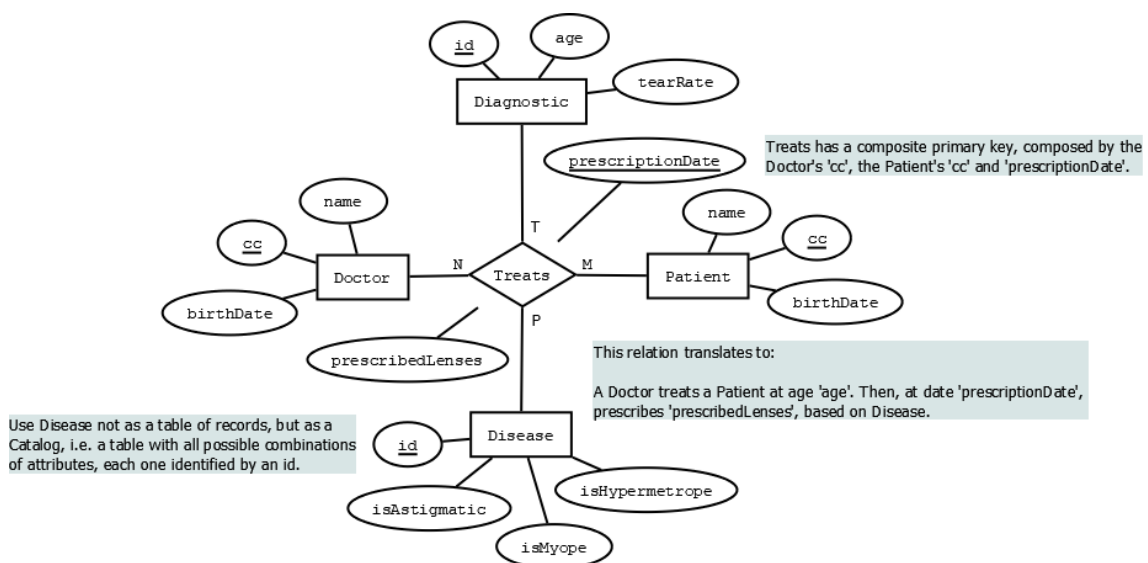 id
age
tearRate
Diagnostic
prescriptionDate
Treats has a composite primary key, composed by the
Doctor's 'cc', the Patient's 'cc' and 'prescriptionDate'.
name
name
cc
cc
T
N
Treats
M
Doctor
Patient
birthDate
birthDate
P
prescribedLenses
This relation translates to:
A Doctor treats a Patient at age 'age'. Then, at date 'prescriptionDate',
prescribes 'prescribedLenses', based on Disease.
Use Disease not as a table of records, but as a
Catalog, i.e. a table with all possible combinations
of attributes, each one identified by an id.
id
Disease
isHypermetrope
isAstigmatic
isMyope